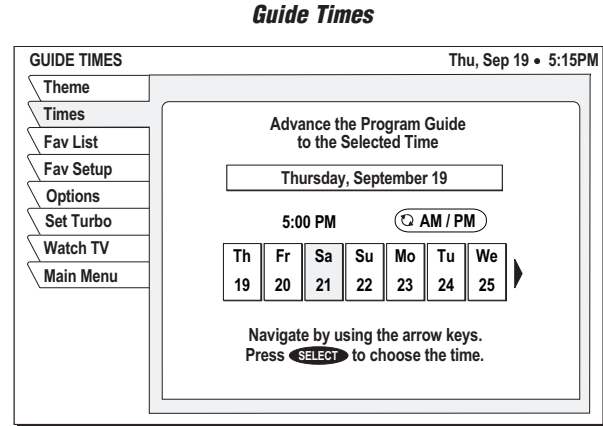 Guide Times
GUIDE TIMES Thu, Sep 19 • 5:15PM
Theme
Times
Fav List
Fav Setup
Options
Set Turbo
Watch TV
Main Menu
Advance the Program Guide
to the Selected Time
Thursday, September 19
5:00 PM AM / PM
Th Fr Sa Su Mo Tu We
19 20 21 22 23 24 25
Navigate by using the arrow keys.
Press SELECT to choose the time.